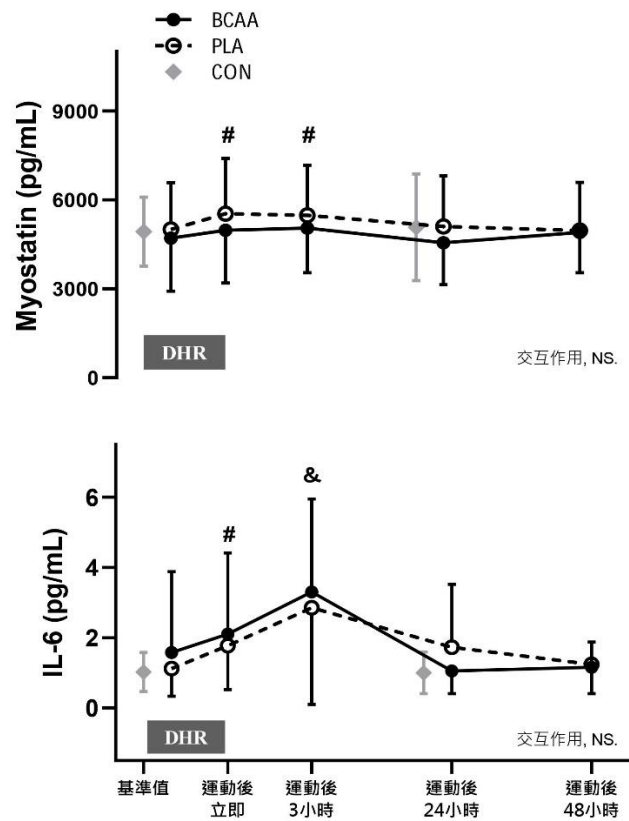 BCAA
PLA
CON
Myostatin (pg/mL)
9000
6000
3000
0
#
#
DHR
交互作用, NS.
IL-6 (pg/mL)
6
4
2
0
#
&
DHR
交互作用, NS.
基準值
運動後
立即
運動後
3小時
運動後
24小時
運動後
48小時